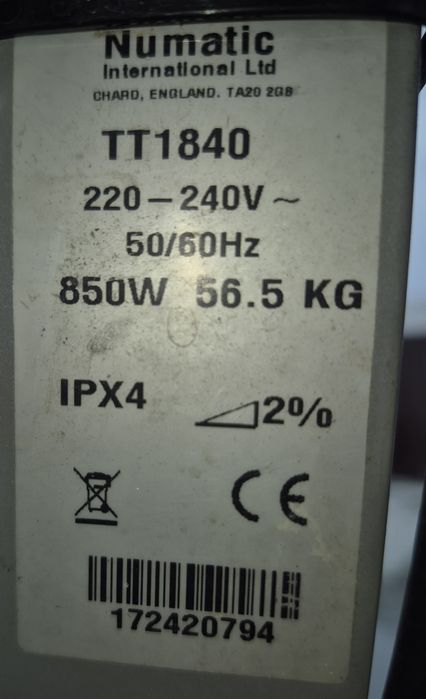 Numatic
International Ltd
CHARD, ENGLAND. TA20 2GB
TT1840
220-240V~
50/60Hz
850W 56.5 KG
IPX4 2%
CE
172420794